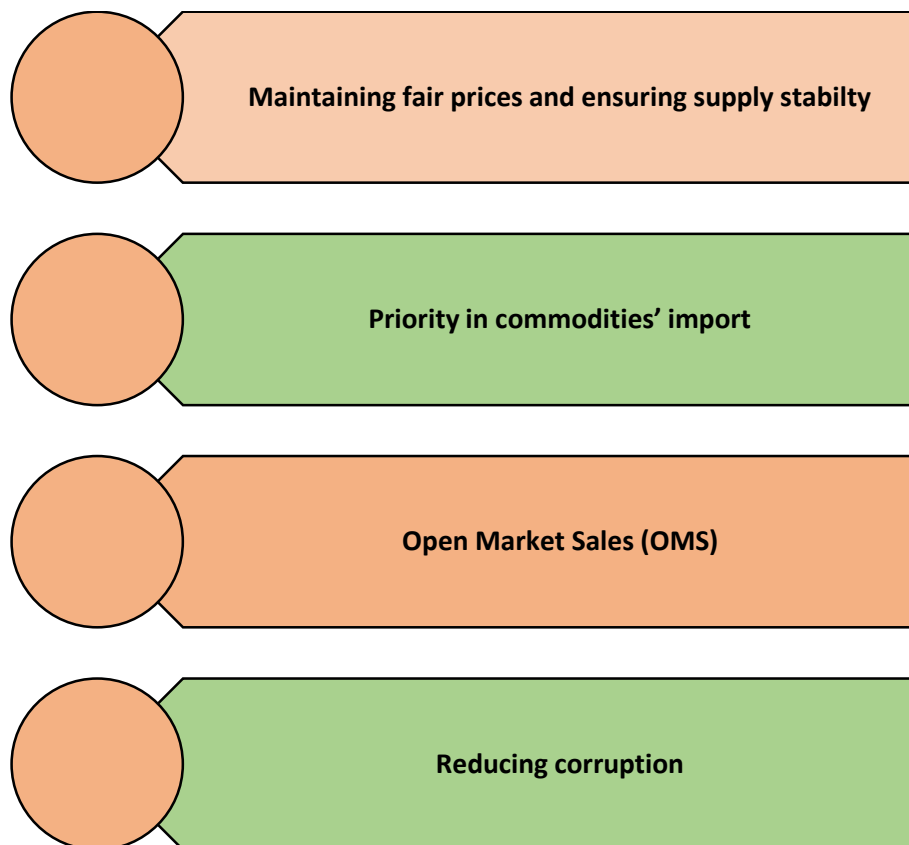 Maintaining fair prices and ensuring supply stabilty
Priority in commodities’ import
Open Market Sales (OMS)
Reducing corruption